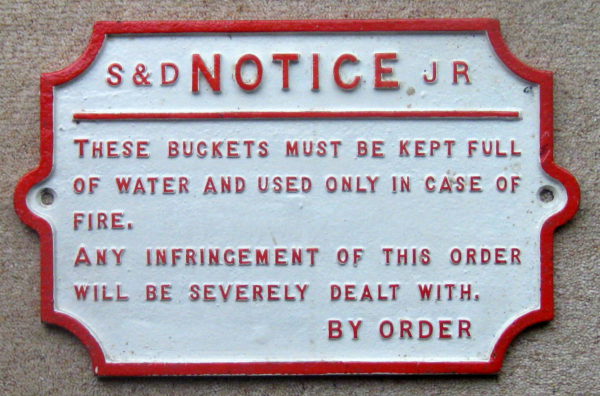 S & D NOTICE J R
THESE BUCKETS MUST BE KEPT FULL
OF WATER AND USED ONLY IN CASE OF
FIRE.
ANY INFRINGEMENT OF THIS ORDER
WILL BE SEVERELY DEALT WITH.
BY ORDER